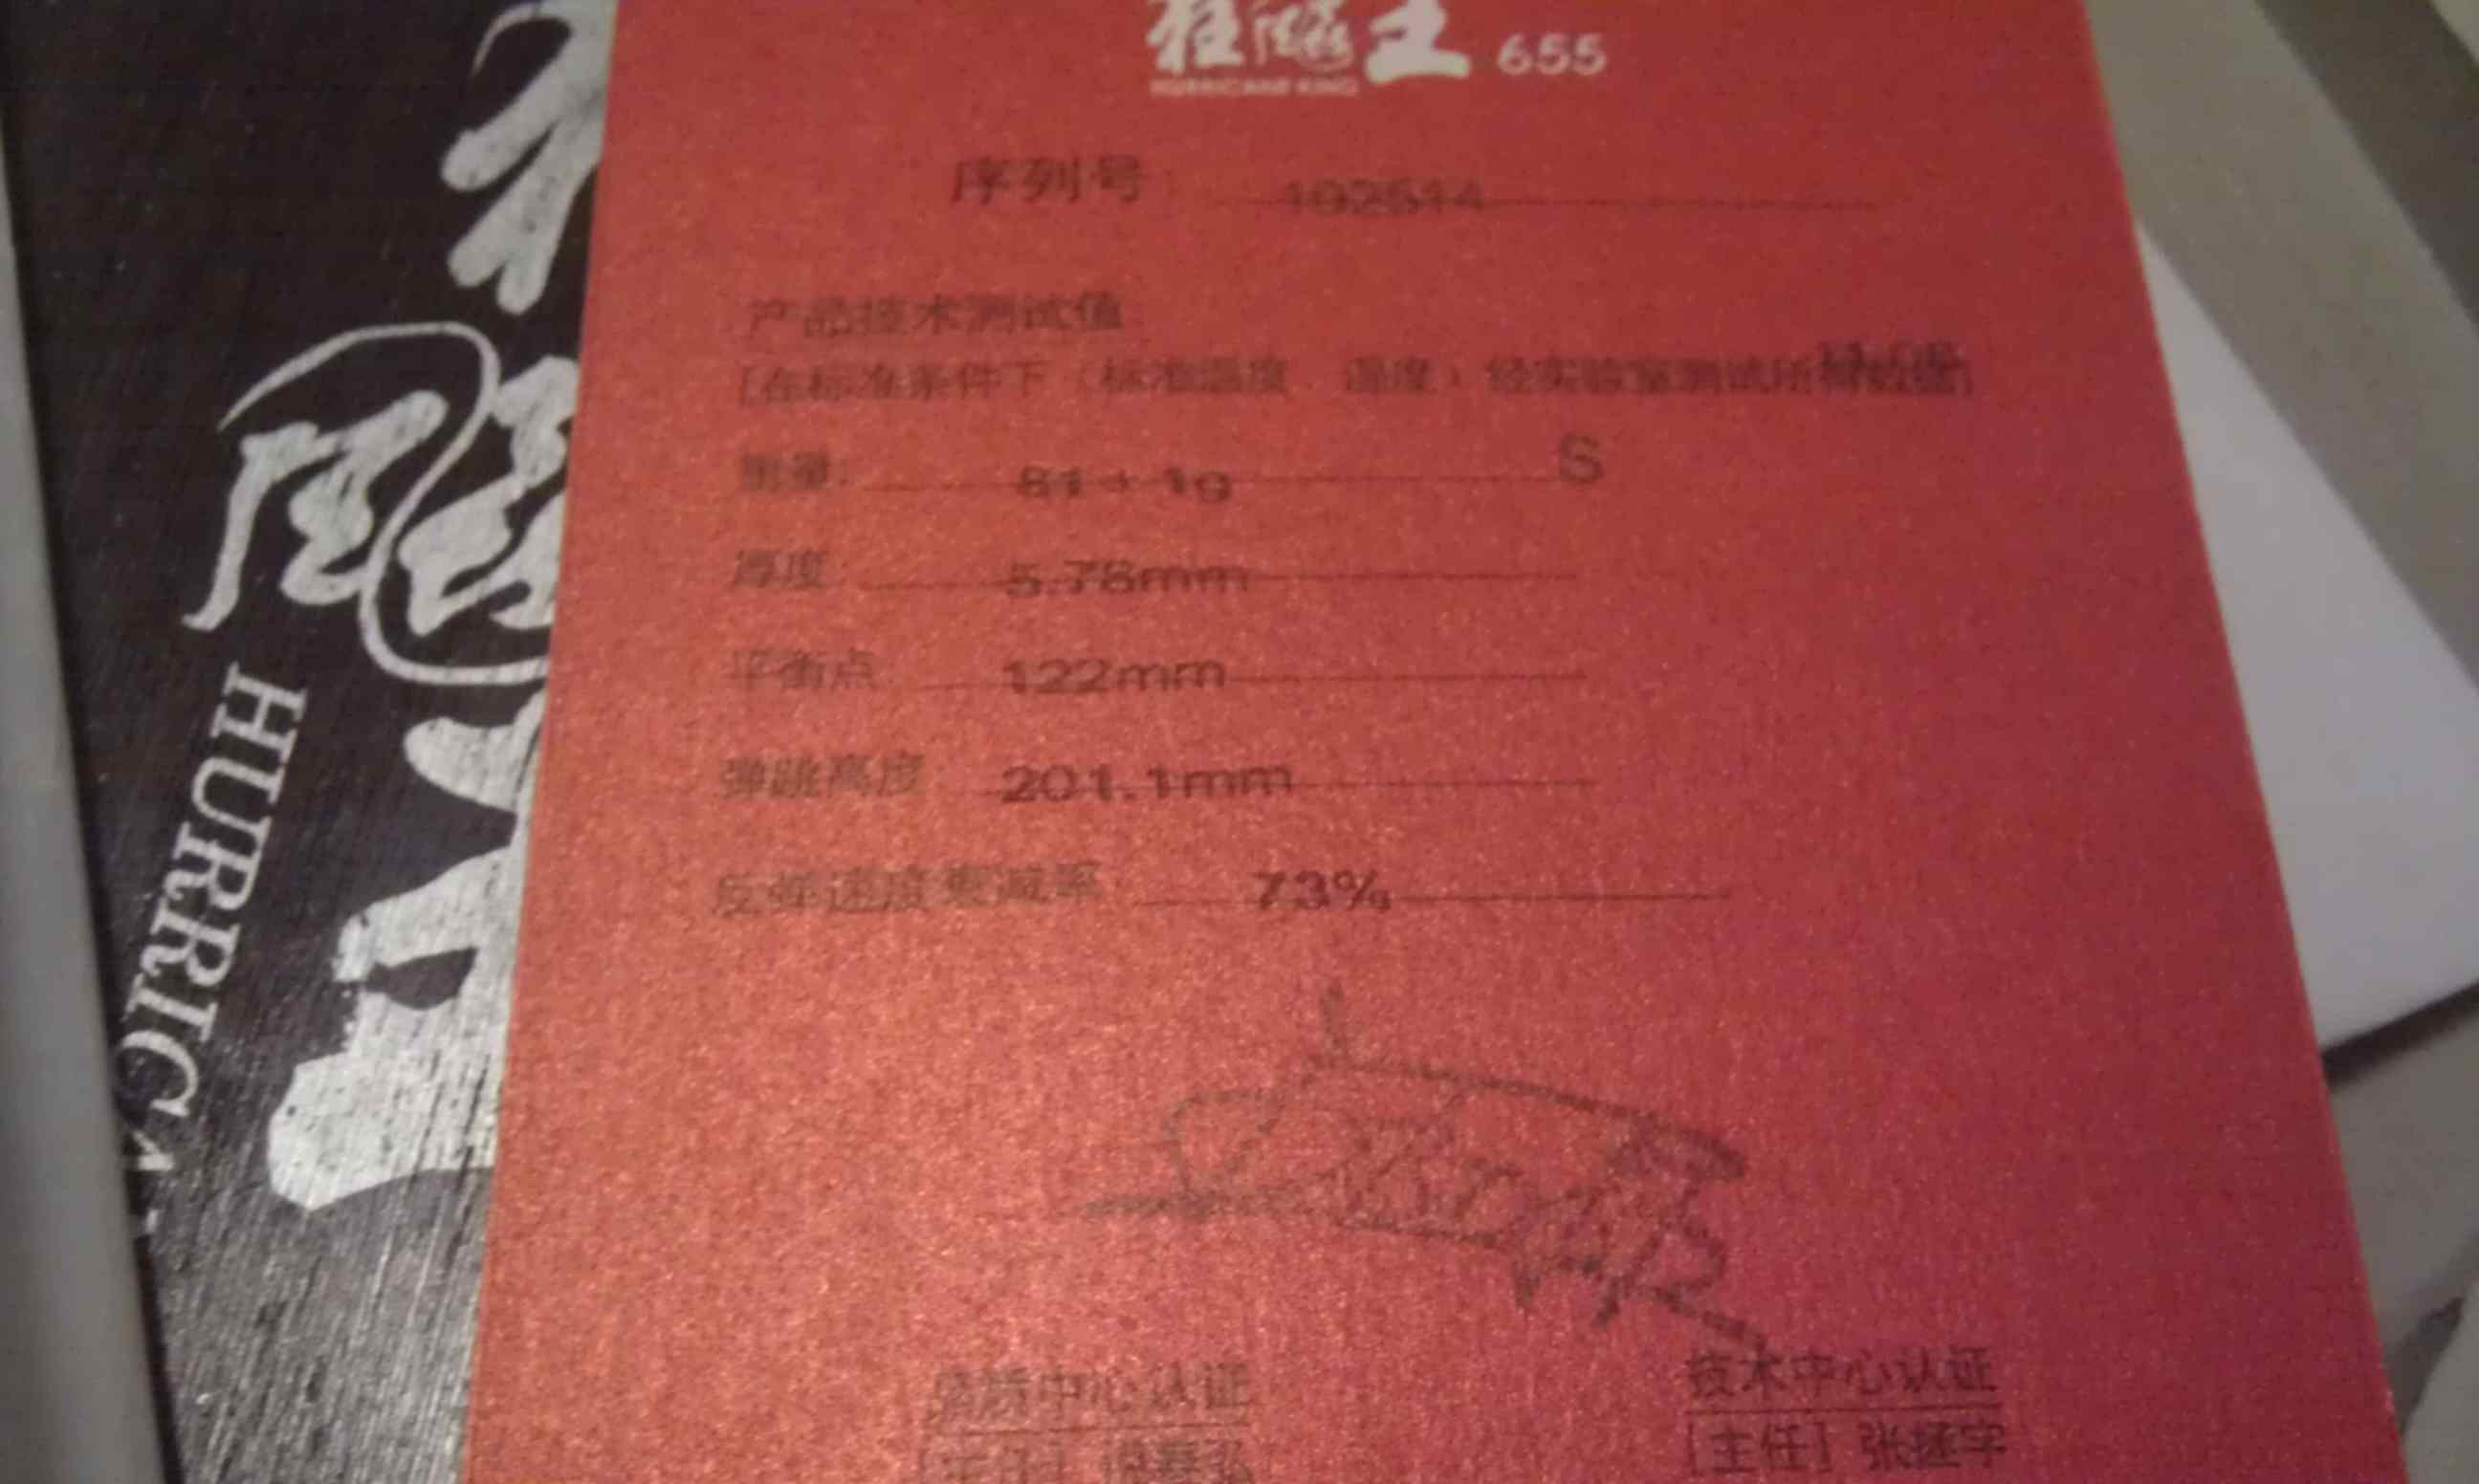 狂飚王 655
HURRICANE KING
序列号 102514
产品技术测试值
[在标准条件下（标准温度、湿度）经实验室测试所得数据]
重量: 81 + 1g S
厚度: 5.78mm
平衡点: 122mm
弹跳高度: 201.1mm
反弹速度衰减率: 73%
品质中心认证
技术中心认证
[主任]
[主任] 张拯宇
HURRICA